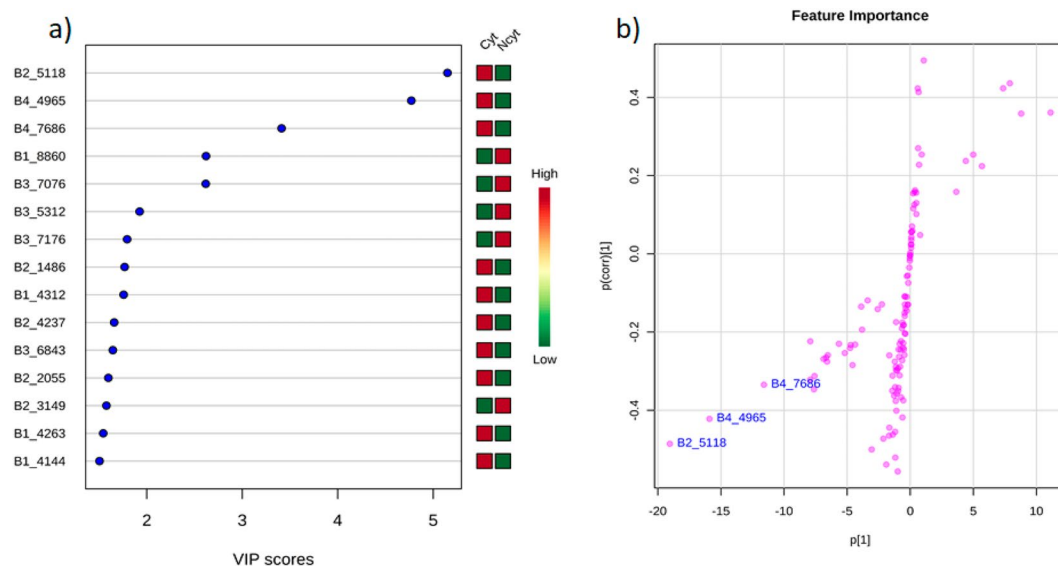 a)
Cyt Ncyt
B2_5118
B4_4965
B4_7686
B1_8860
B3_7076
B3_5312
B3_7176
B2_1486
B1_4312
B2_4237
B3_6843
B2_2055
B2_3149
B1_4263
B1_4144
High
Low
2 3 4 5
VIP scores
b)
Feature Importance
p(corr)[1]
0.4
0.2
0.0
-0.2
-0.4
B4_7686
B4_4965
B2_5118
-20 -15 -10 -5 0 5 10
p[1]